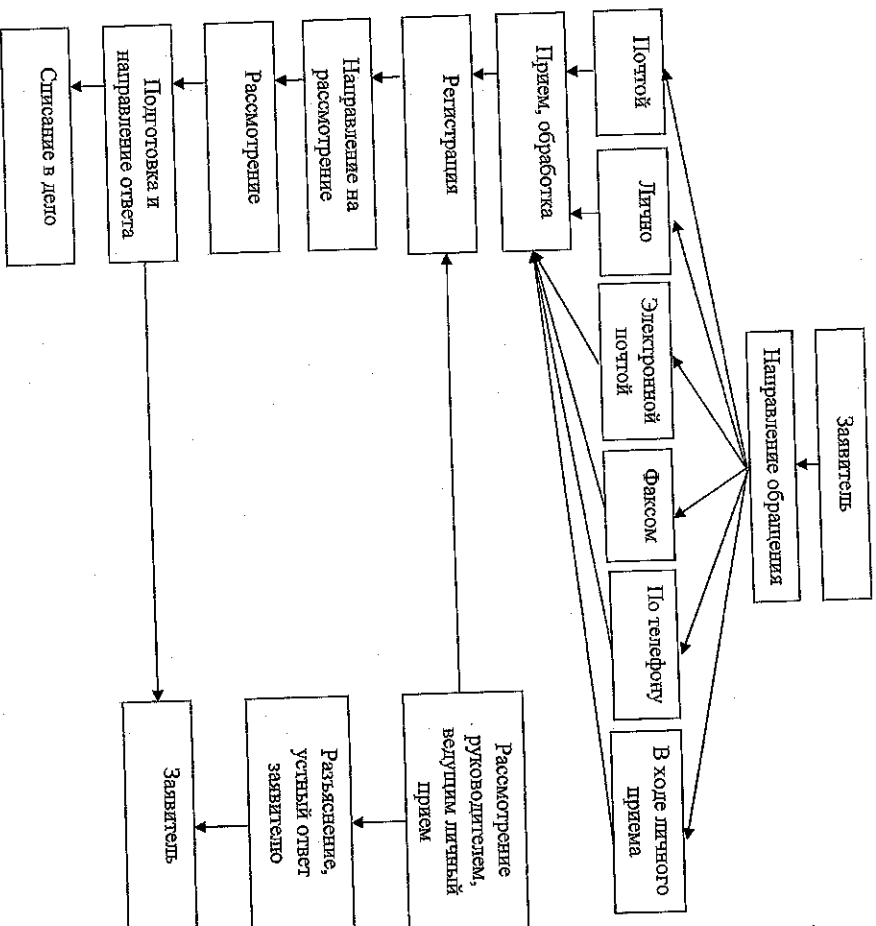 Заявитель
Направление обращения
Почтой
Лично
Электронной
почтой
Факсом
По телефону
В ходе личного
приема
Прием, обработка
Регистрация
Направление на
рассмотрение
Рассмотрение
Подготовка и
направление ответа
Списание в дело
Рассмотрение
руководителем,
ведущим личный
прием
Разъяснение,
устный ответ
заявителю
Заявитель